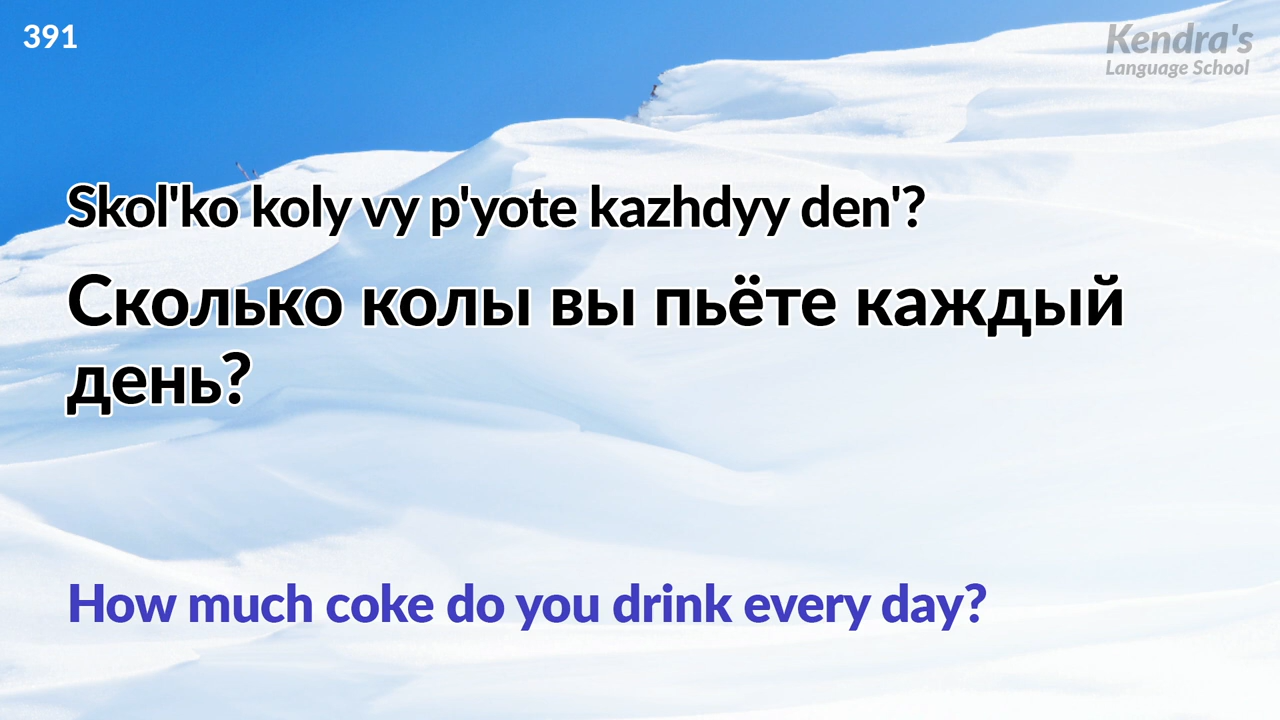 391
Kendra's
Language School
Skol'ko koly vy p'yote kazhdyy den'?
Сколько колы вы пьёте каждый
день?
How much coke do you drink every day?